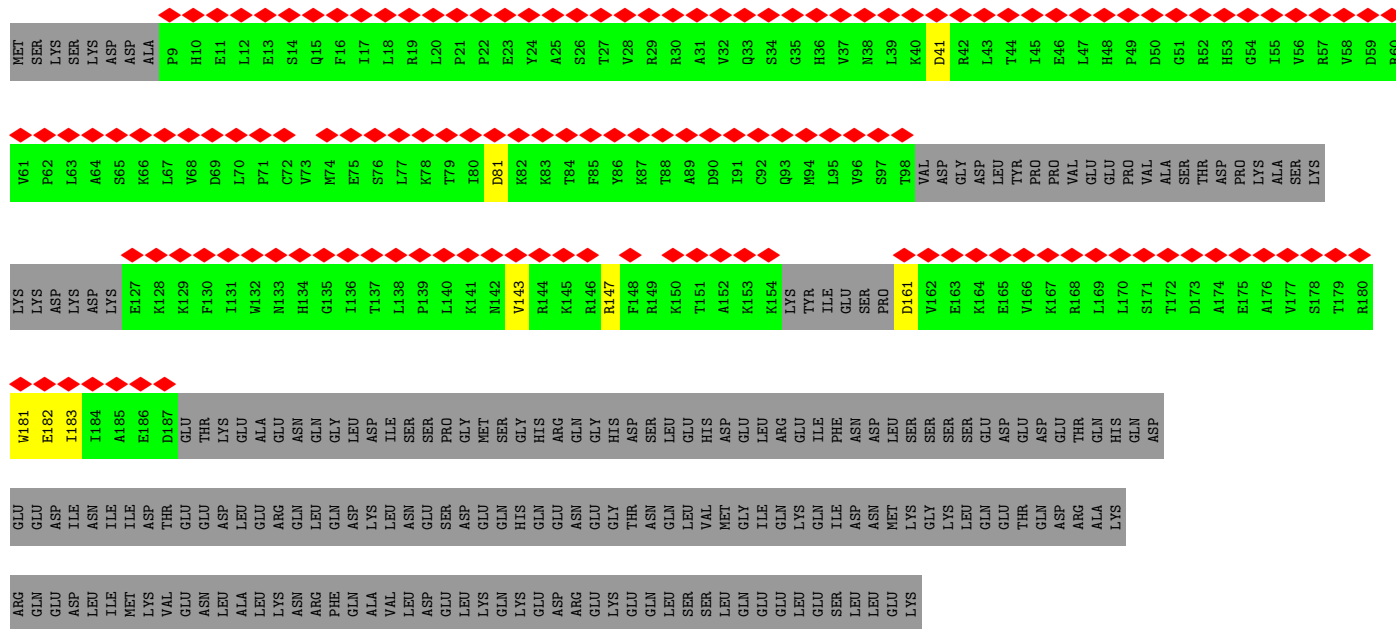 MET SER LYS SER LYS ASP ASP ALA P9 H10 E11 L12 E13 S14 Q15 F16 I17 L18 R19 L20 P21 P22 E23 Y24 A25 S26 T27 V28 R29 R30 A31 V32 Q33 S34 G35 H36 V37 N38 L39 K40 D41 R42 L43 T44 I45 E46 L47 H48 P49 D50 G51 R52 H53 G54 I55 V56 R57 V58 D59 R60
V61 P62 L63 A64 S65 K66 L67 V68 D69 L70 P71 C72 V73 M74 E75 S76 L77 K78 T79 I80 D81 K82 K83 T84 F85 Y86 K87 T88 A89 D90 I91 C92 Q93 M94 L95 V96 S97 T98 VAL ASP GLY ASP LEU TYR PRO PRO VAL GLU GLU PRO VAL ALA SER THR ASP PRO LYS ALA SER LYS
LYS LYS ASP LYS ASP LYS E127 K128 K129 F130 I131 W132 N133 H134 G135 I136 T137 L138 P139 L140 K141 N142 V143 R144 K145 R146 R147 F148 R149 K150 T151 A152 K153 K154 LYS TYR ILE GLU SER PRO D161 V162 E163 K164 E165 V166 K167 R168 L169 L170 S171 T172 D173 A174 E175 A176 V177 S178 T179 R180
W181 E182 I183 I184 A185 E186 D187 GLU THR LYS GLU ALA GLU ASN GLN GLY LEU ASP ILE SER SER PRO GLY MET SER GLY HIS ARG GLN GLY HIS ASP SER LEU GLU HIS ASP GLU LEU ARG GLU ILE PHE ASN ASP LEU SER SER SER SER GLU ASP GLU ASP GLU THR GLN HIS GLN ASP
GLU GLU ASP ILE ASN ILE ILE ASP THR GLU GLU ASP LEU GLU ARG GLN LEU GLN ASP LYS LEU ASN GLU SER ASP GLU GLN HIS GLN GLU ASN GLU GLY THR ASN GLN LEU VAL MET GLY ILE GLN LYS GLN ILE ASP ASN MET LYS GLY LYS LEU GLN GLU THR GLN ASP ARG ALA LYS
ARG GLN GLU ASP LEU ILE MET LYS VAL GLU ASN LEU ALA LEU LYS ASN ARG PHE GLN ALA VAL LEU ASP GLU LEU LYS GLN LYS GLU ASP ARG GLU LYS GLU GLN LEU SER SER LEU GLN GLU GLU LEU GLU SER LEU LEU GLU LYS